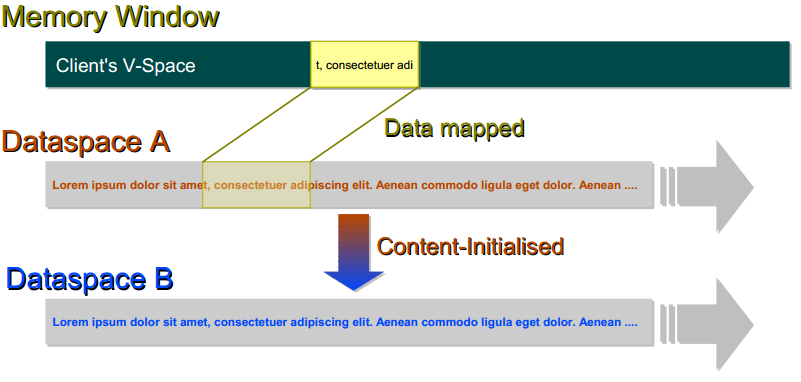 Memory Window
Client's V-Space
t, consectetuer adi
Data mapped
Dataspace A
Lorem ipsum dolor sit amet, consectetuer adipiscing elit. Aenean commodo ligula eget dolor. Aenean ....
Content-Initialised
Dataspace B
Lorem ipsum dolor sit amet, consectetuer adipiscing elit. Aenean commodo ligula eget dolor. Aenean ....